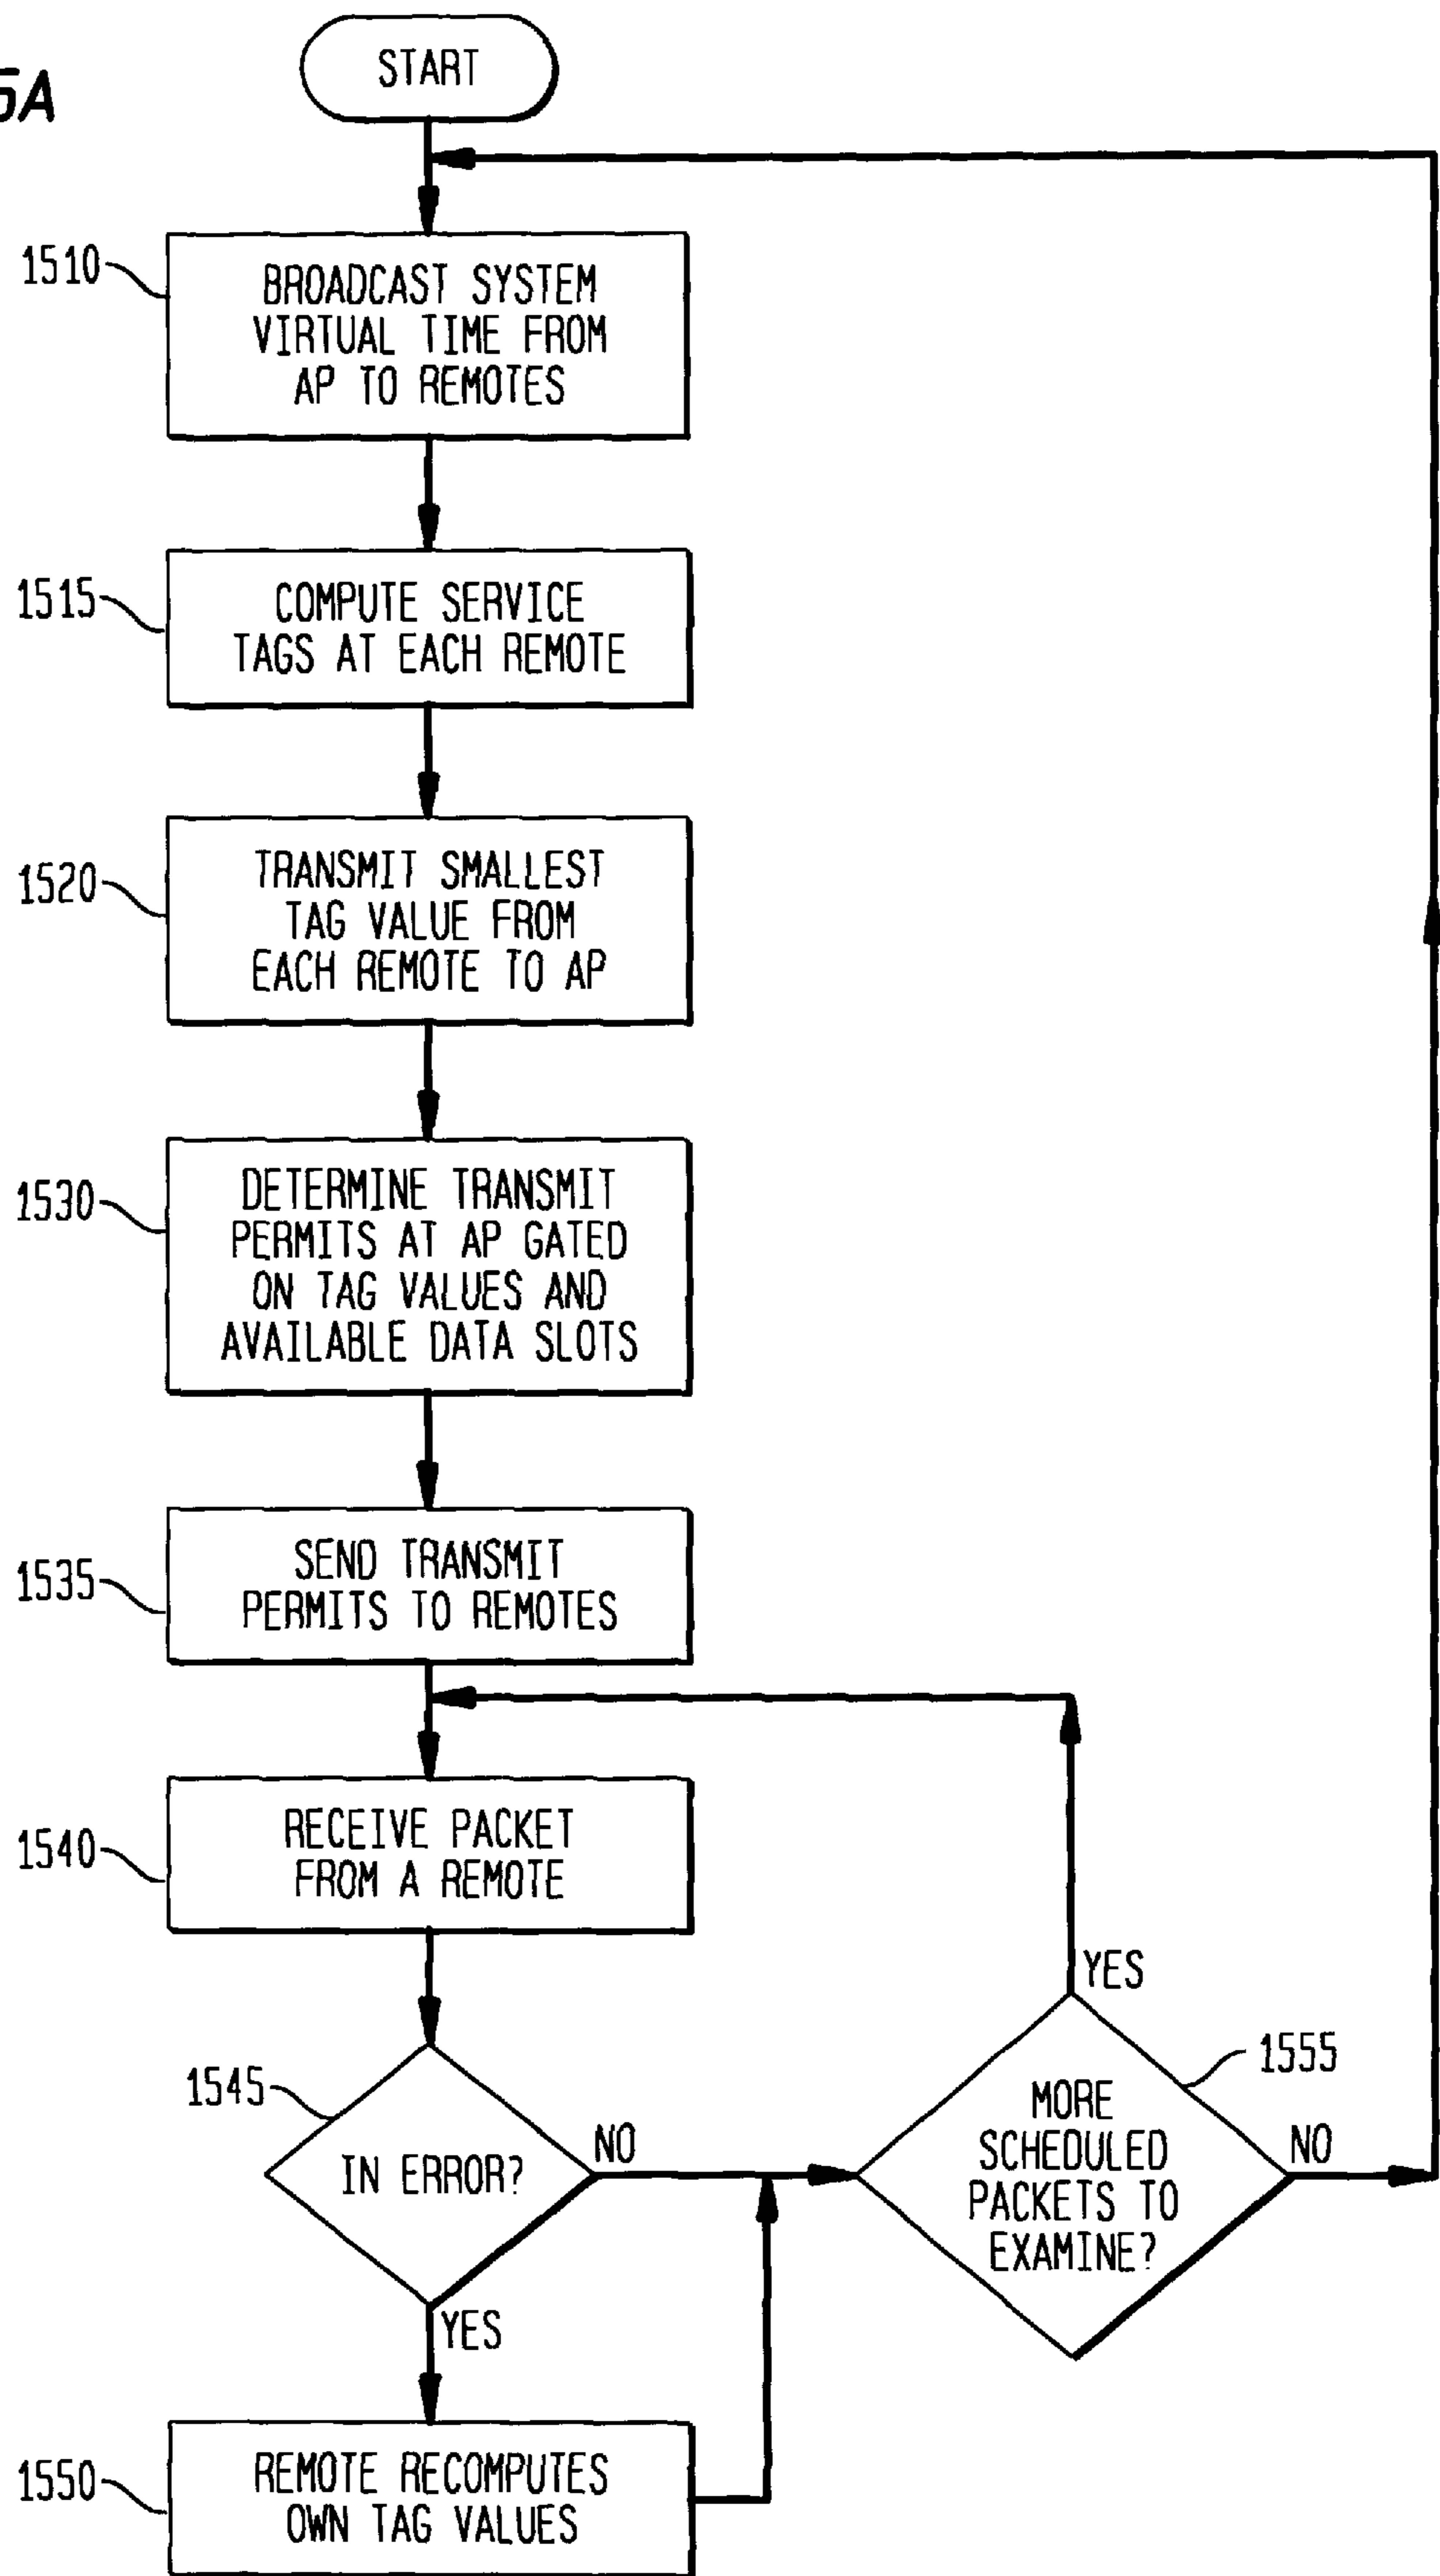 5A
START
1510
BROADCAST SYSTEM
VIRTUAL TIME FROM
AP TO REMOTES
1515
COMPUTE SERVICE
TAGS AT EACH REMOTE
1520
TRANSMIT SMALLEST
TAG VALUE FROM
EACH REMOTE TO AP
1530
DETERMINE TRANSMIT
PERMITS AT AP GATED
ON TAG VALUES AND
AVAILABLE DATA SLOTS
1535
SEND TRANSMIT
PERMITS TO REMOTES
1540
RECEIVE PACKET
FROM A REMOTE
1545
IN ERROR?
NO
YES
1555
MORE
SCHEDULED
PACKETS TO
EXAMINE?
YES
NO
1550
REMOTE RECOMPUTES
OWN TAG VALUES